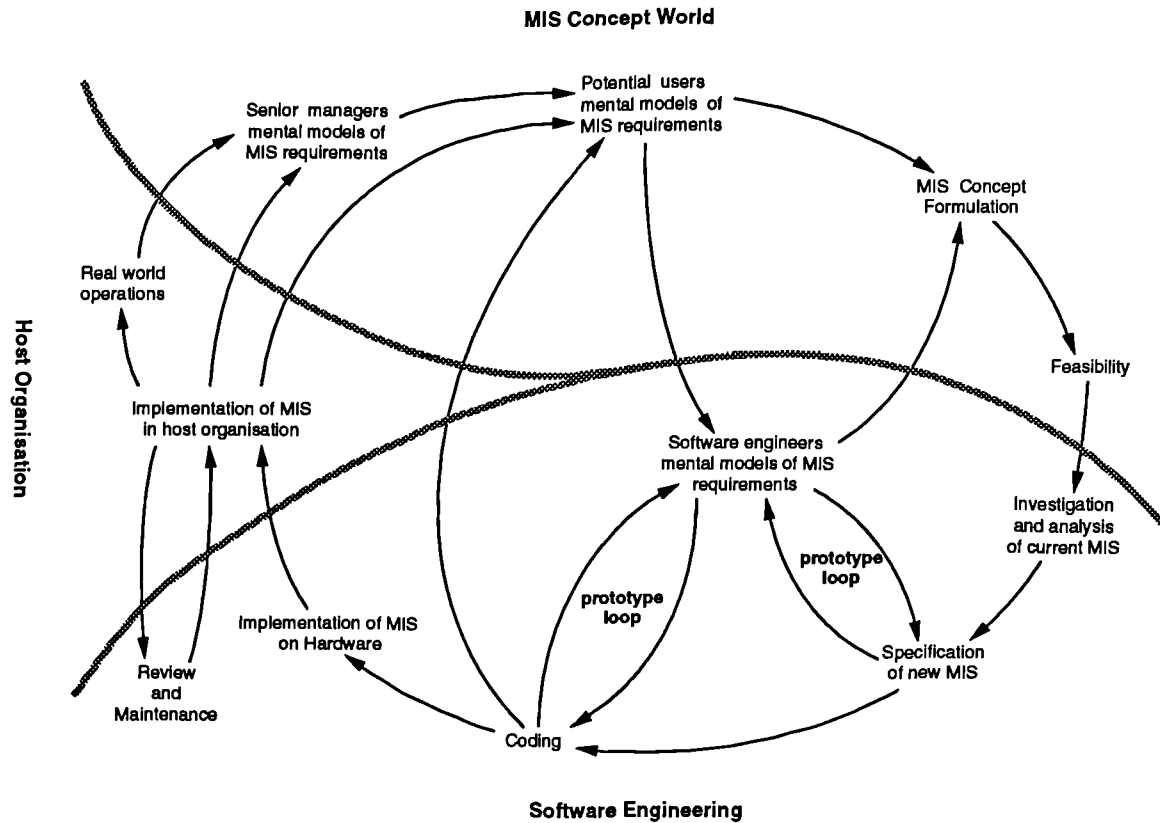 MIS Concept World
Senior managers
mental models of
MIS requirements
Potential users
mental models of
MIS requirements
MIS Concept
Formulation
Real world
operations
Feasibility
Host Organisation
Implementation of MIS
in host organisation
Software engineers
mental models of MIS
requirements
Investigation
and analysis
of current MIS
prototype
loop
prototype
loop
Implementation of MIS
on Hardware
Specification
of new MIS
Review
and
Maintenance
Coding
Software Engineering